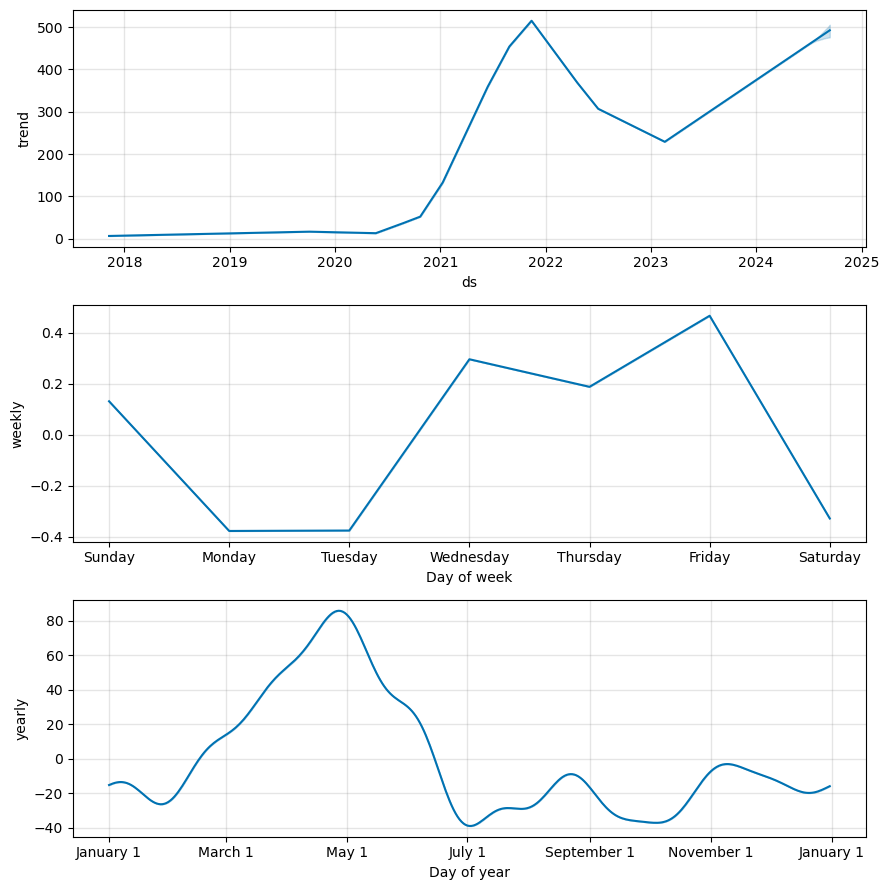 500
400
300
200
100
0
trend
2018 2019 2020 2021 2022 2023 2024 2025
ds
0.4
0.2
0.0
−0.2
−0.4
weekly
Sunday Monday Tuesday Wednesday Thursday Friday Saturday
Day of week
80
60
40
20
0
−20
−40
yearly
January 1 March 1 May 1 July 1 September 1 November 1 January 1
Day of year